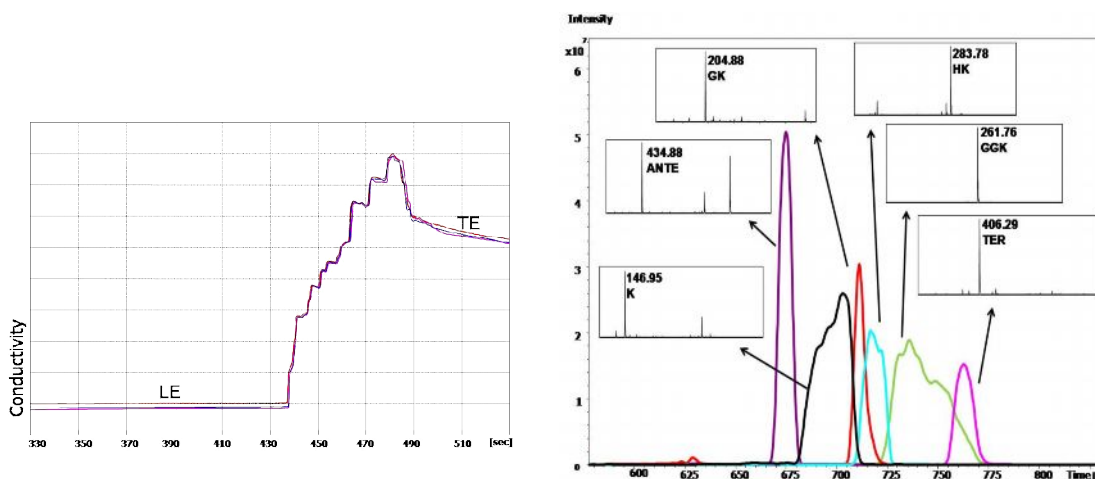 Conductivity
LE
TE
330 350 370 390 410 430 450 470 490 510 [sec]
Intensity
7
x10
6
5
4
3
2
1
0
204.88
GK
283.78
HK
434.88
ANTE
261.76
GGK
146.95
K
406.29
TER
600 625 650 675 700 725 750 775 800 Time